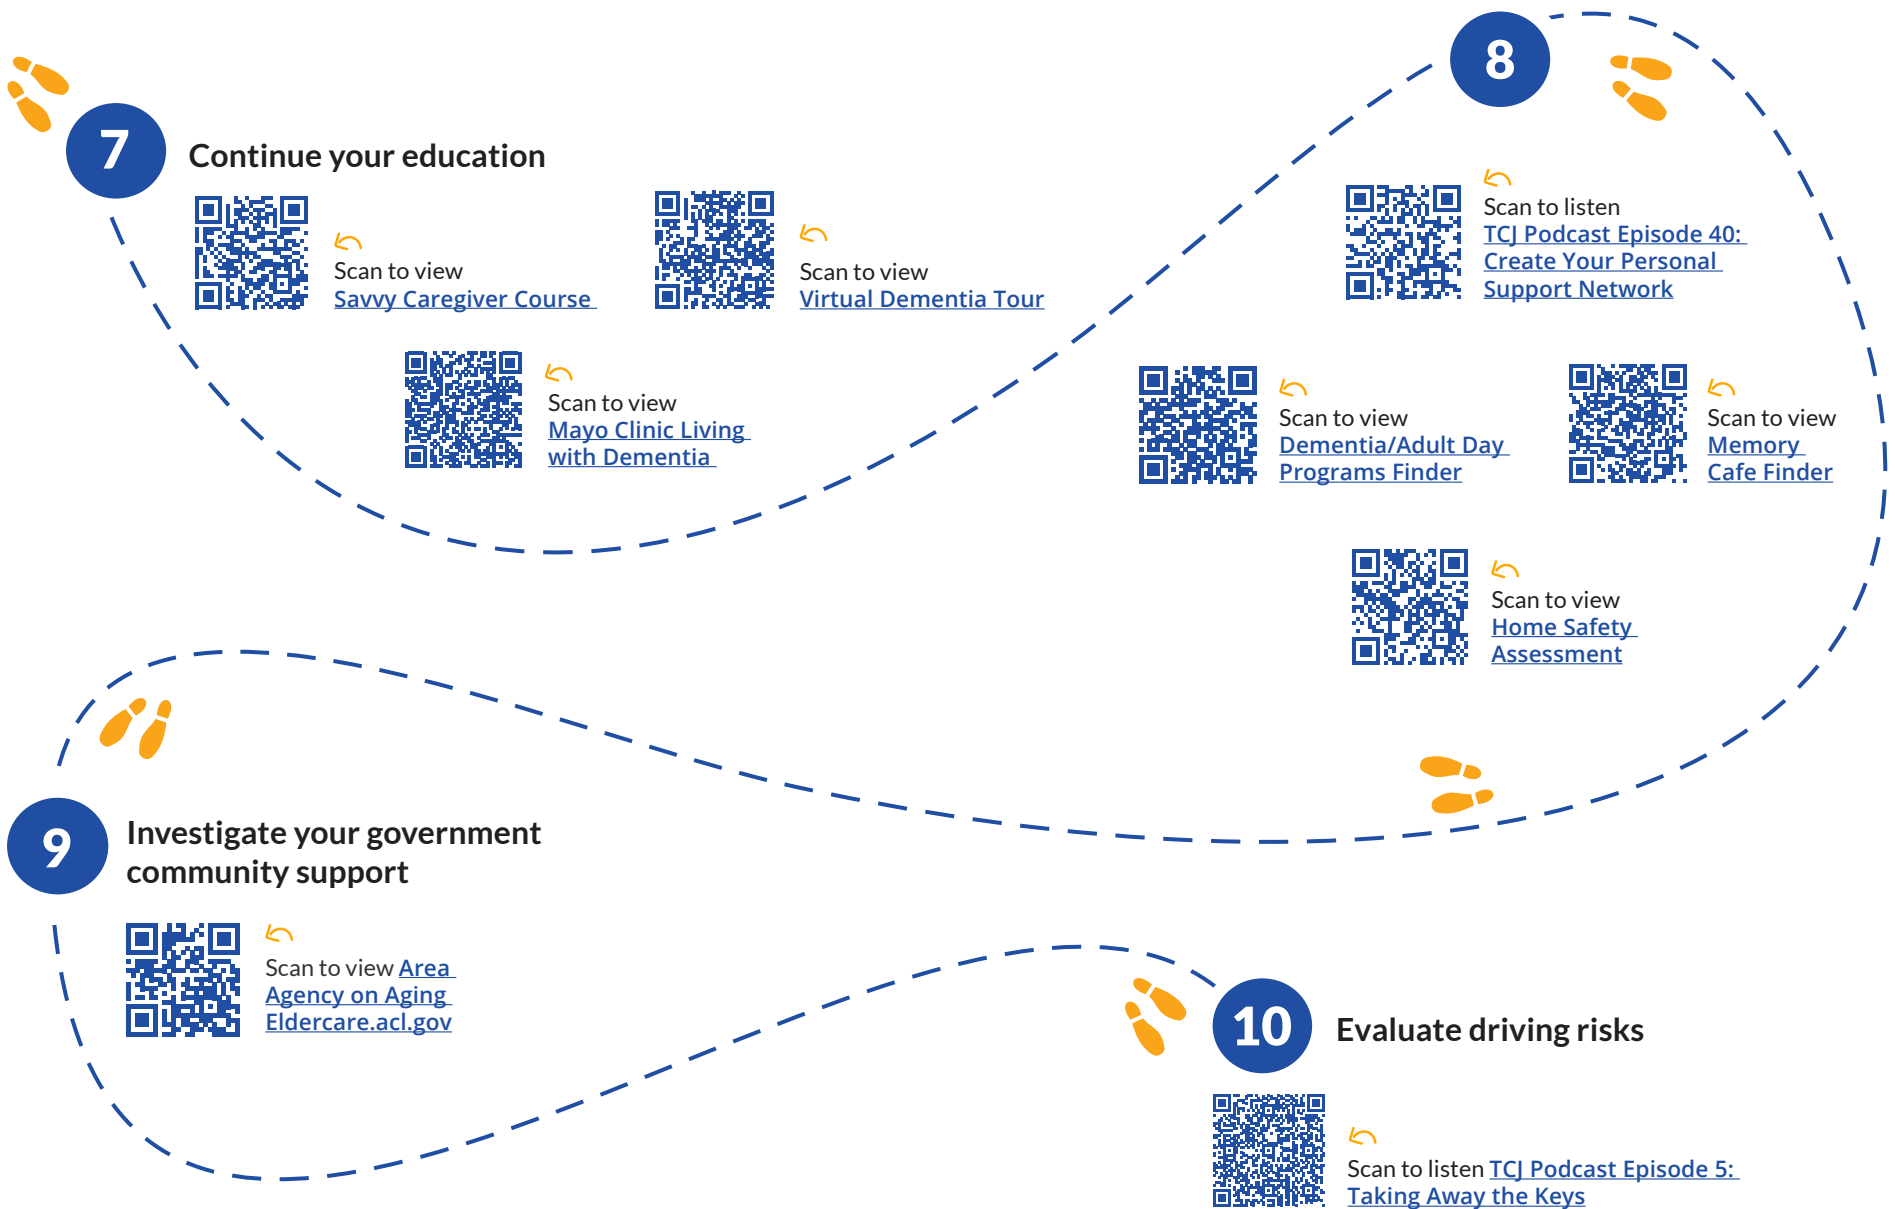 7
Continue your education
Scan to view
Savvy Caregiver Course
Scan to view
Virtual Dementia Tour
Scan to view
Mayo Clinic Living
with Dementia
8
Scan to listen
TCJ Podcast Episode 40:
Create Your Personal
Support Network
Scan to view
Dementia/Adult Day
Programs Finder
Scan to view
Memory
Cafe Finder
Scan to view
Home Safety
Assessment
9
Investigate your government
community support
Scan to view Area
Agency on Aging
Eldercare.acl.gov
10
Evaluate driving risks
Scan to listen TCJ Podcast Episode 5:
Taking Away the Keys